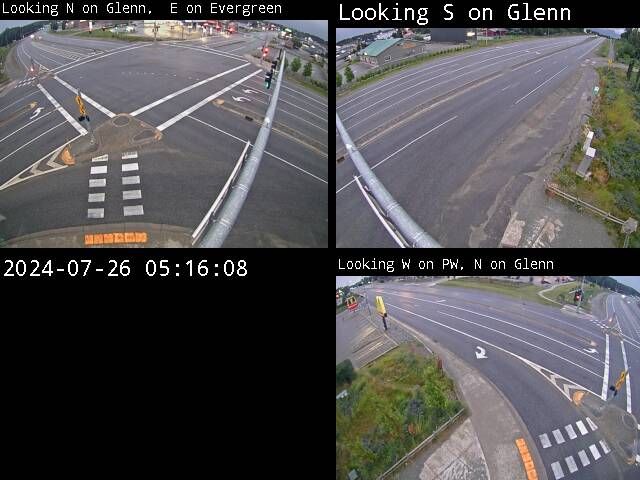 Looking N on Glenn,  E on Evergreen
Looking S on Glenn
2024-07-26 05:16:08
Looking W on PW, N on Glenn